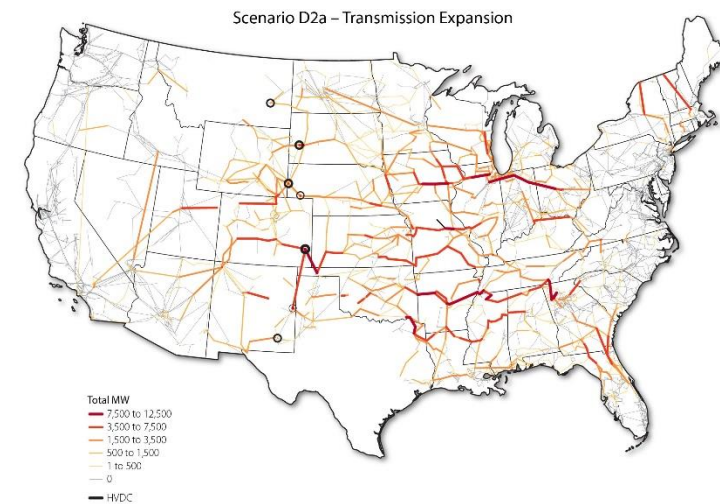 Scenario D2a – Transmission Expansion
Total MW
7,500 to 12,500
3,500 to 7,500
1,500 to 3,500
500 to 1,500
1 to 500
0
HVDC